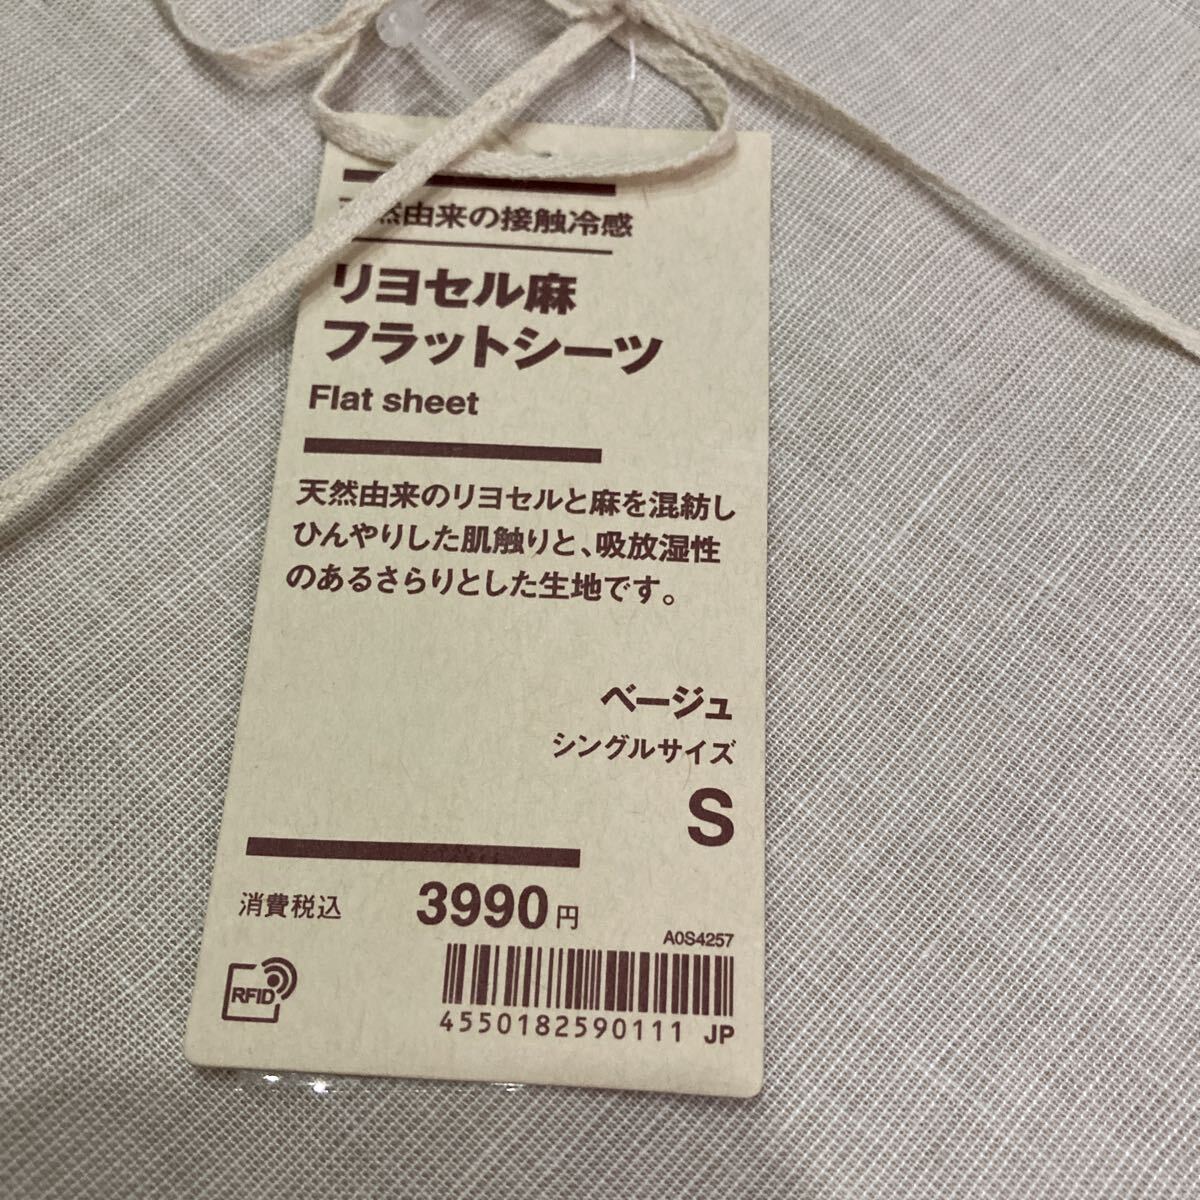 然由来の接触冷感
リヨセル麻
フラットシーツ
Flat sheet
天然由来のリヨセルと麻を混紡し
ひんやりした肌触りと、吸放湿性
のあるさらりとした生地です。
ベージュ
シングルサイズ
S
消費税込 3990円
A0S4257
RFID
4550182590111 JP